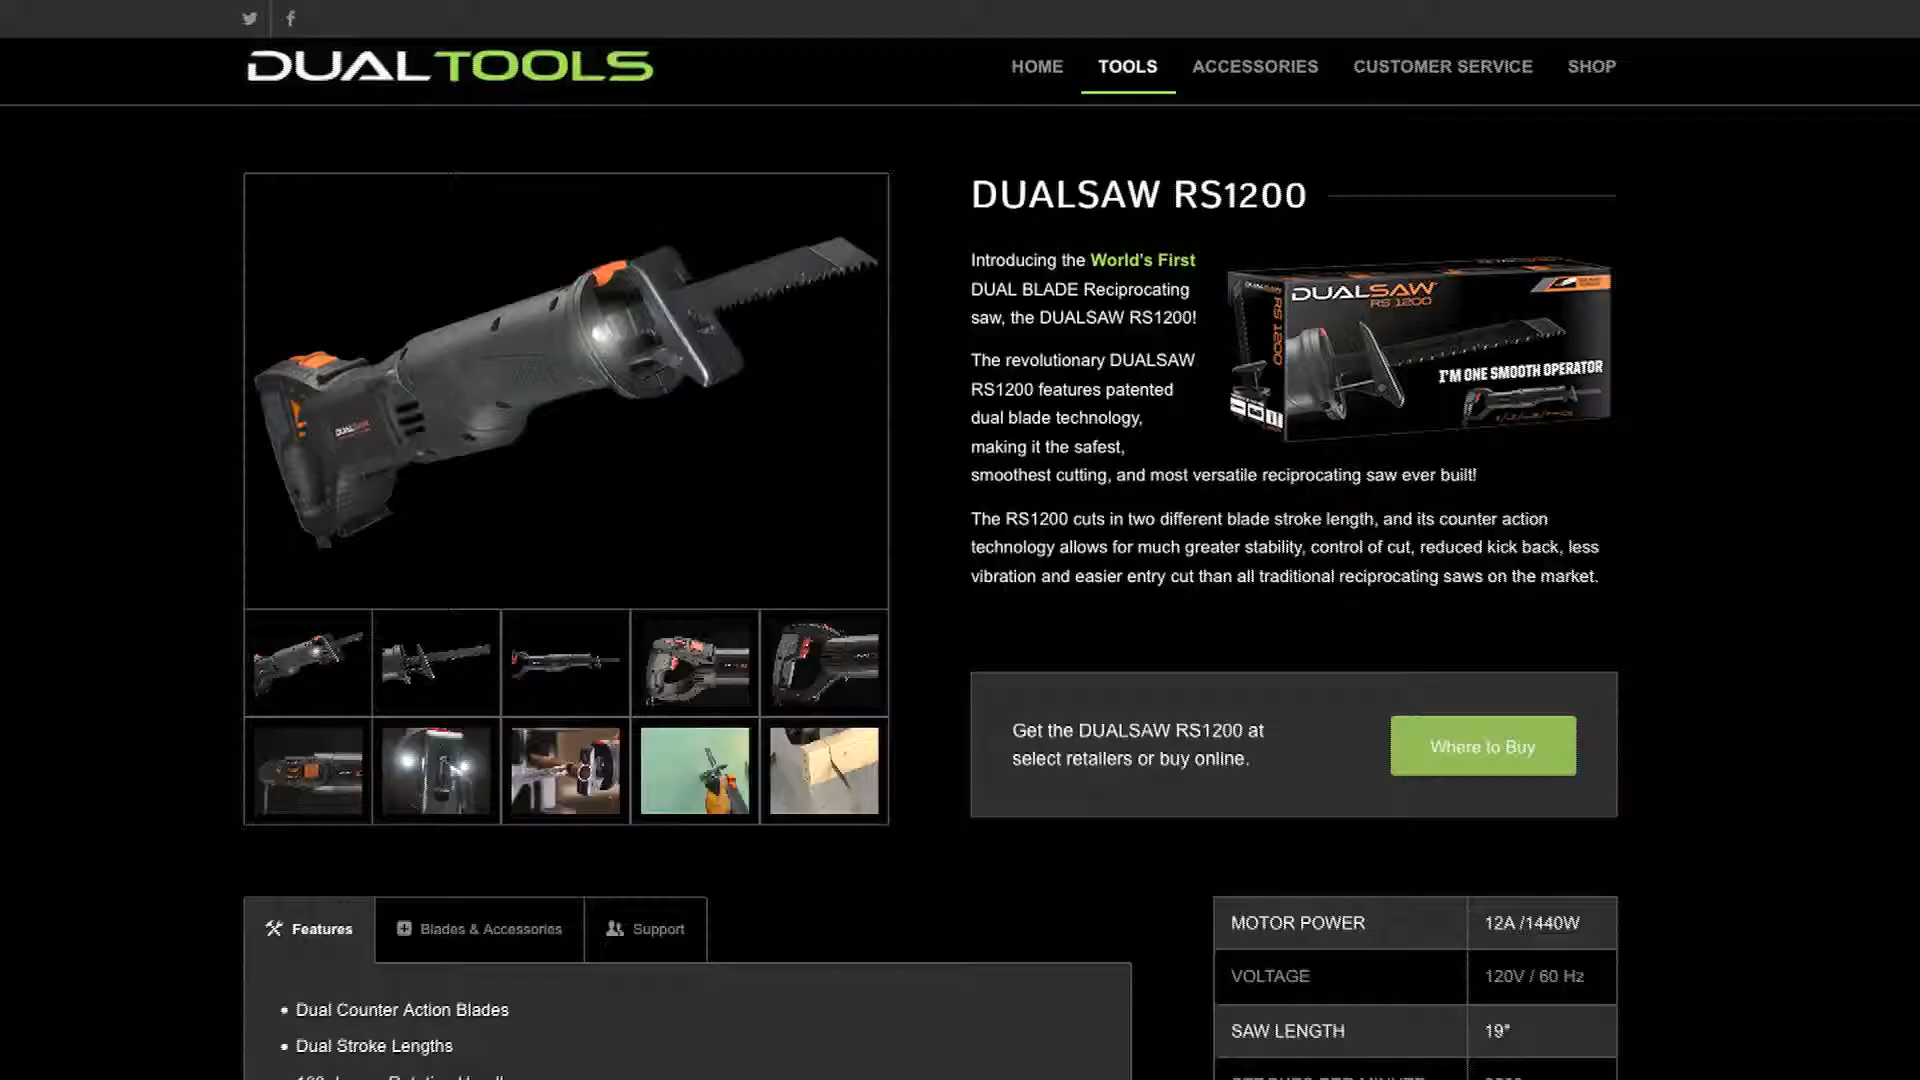 DUALTOOLS
HOME TOOLS ACCESSORIES CUSTOMER SERVICE SHOP
DUALSAW RS1200
Introducing the World's First
DUAL BLADE Reciprocating
saw, the DUALSAW RS1200!
The revolutionary DUALSAW
RS1200 features patented
dual blade technology,
making it the safest,
smoothest cutting, and most versatile reciprocating saw ever built!
The RS1200 cuts in two different blade stroke length, and its counter action
technology allows for much greater stability, control of cut, reduced kick back, less
vibration and easier entry cut than all traditional reciprocating saws on the market.
DUALSAW
RS 1200
RS 1200
I'M ONE SMOOTH OPERATOR
DUALSAW
Get the DUALSAW RS1200 at
select retailers or buy online.
Where to Buy
Features
Blades & Accessories
Support
Dual Counter Action Blades
Dual Stroke Lengths
MOTOR POWER 12A /1440W
VOLTAGE 120V / 60 Hz
SAW LENGTH 19"